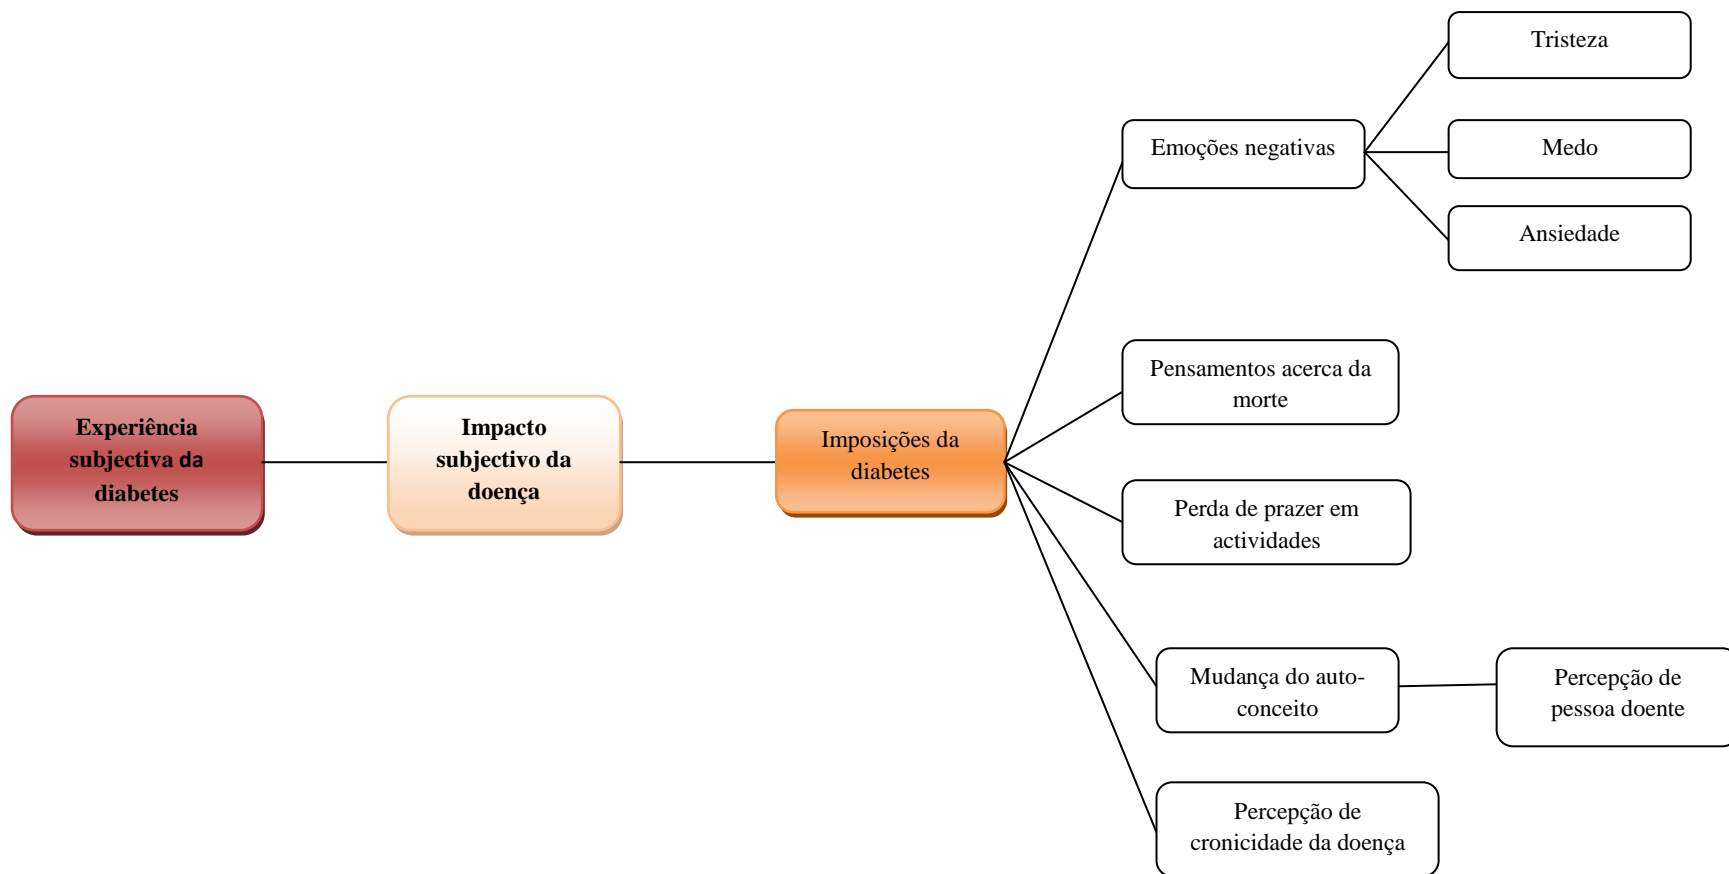 Experiência
subjectiva da
diabetes
Impacto
subjectivo da
doença
Imposições da
diabetes
Emoções negativas
Tristeza
Medo
Ansiedade
Pensamentos acerca da
morte
Perda de prazer em
actividades
Mudança do auto-
conceito
Percepção de
pessoa doente
Percepção de
cronicidade da doença